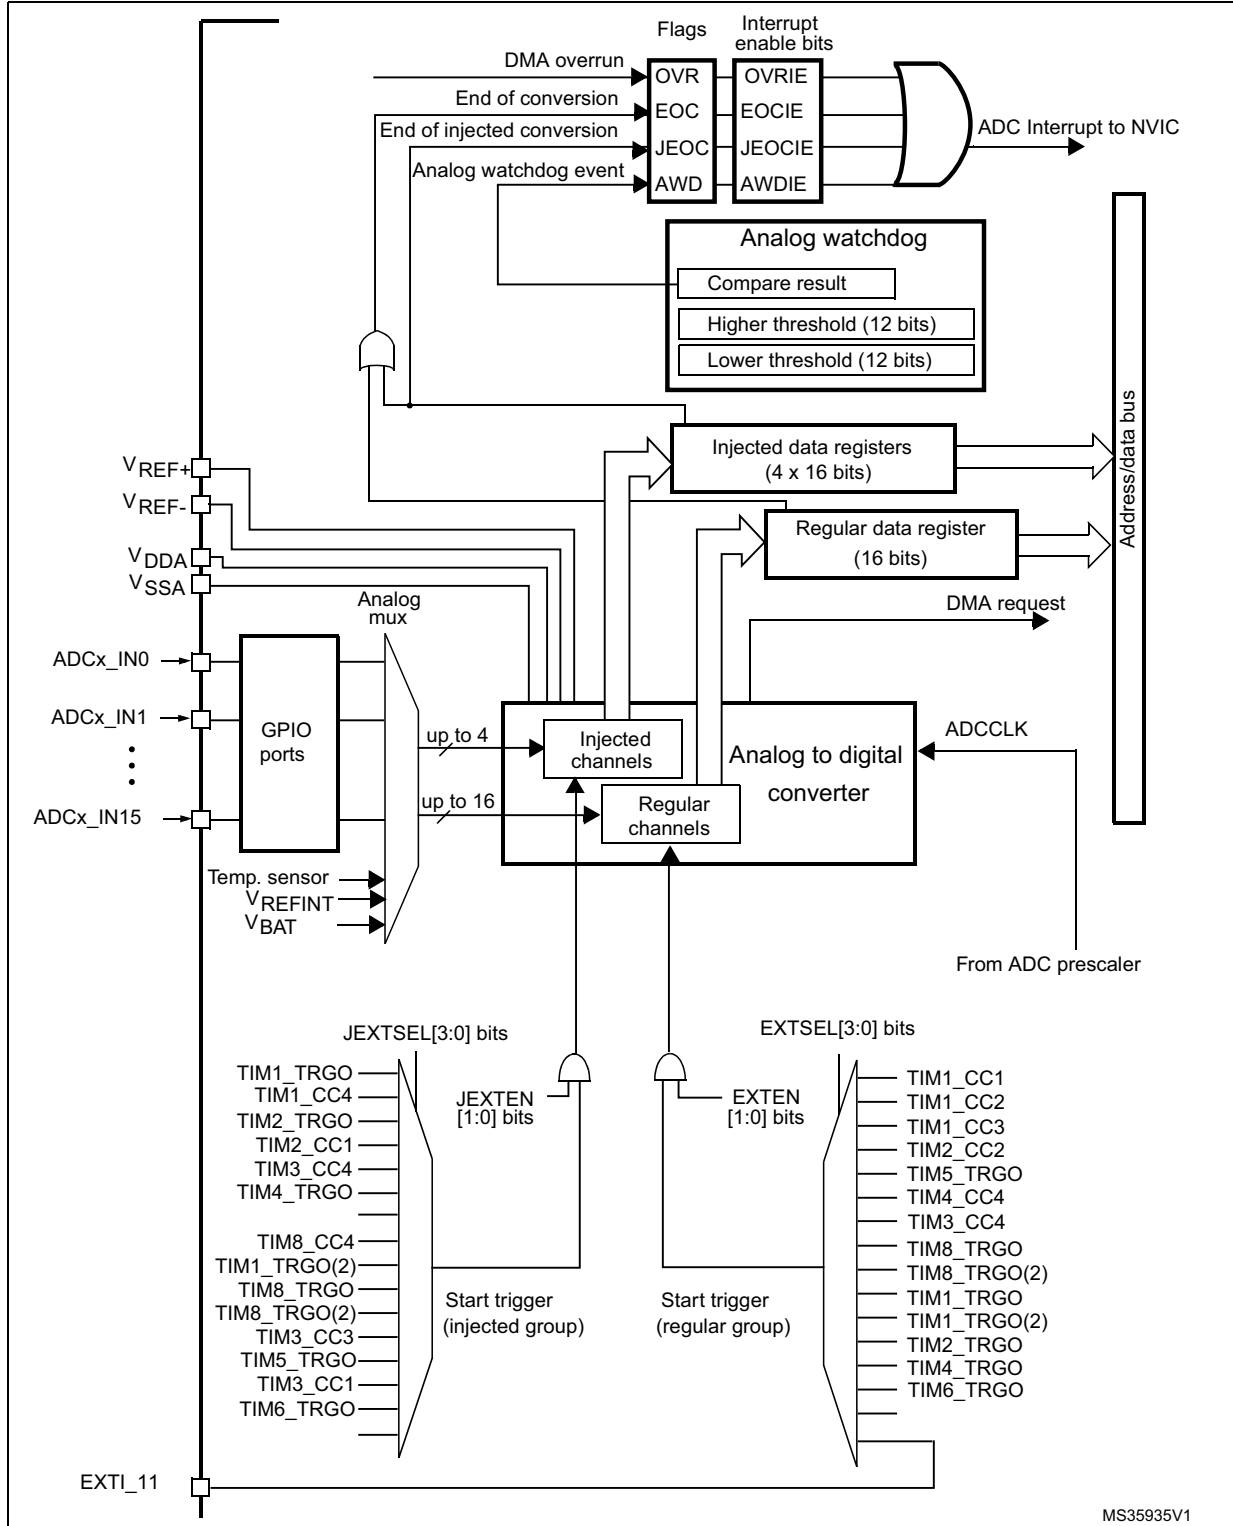 Flags
Interrupt
enable bits
DMA overrun
OVR
OVRIE
End of conversion
EOC
EOCIE
End of injected conversion
JEOC
JEOCIE
ADC Interrupt to NVIC
Analog watchdog event
AWD
AWDIE
Analog watchdog
Compare result
Higher threshold (12 bits)
Lower threshold (12 bits)
Address/data bus
Injected data registers
(4 x 16 bits)
Regular data register
(16 bits)
VREF+
VREF-
VDDA
VSSA
Analog
mux
DMA request
ADCx_IN0
ADCx_IN1
ADCx_IN15
GPIO
ports
up to 4
up to 16
Injected
channels
Regular
channels
Analog to digital
converter
ADCCLK
Temp. sensor
VREFINT
VBAT
From ADC prescaler
JEXTSEL[3:0] bits
EXTSEL[3:0] bits
JEXTEN
[1:0] bits
EXTEN
[1:0] bits
TIM1_TRGO
TIM1_CC4
TIM2_TRGO
TIM2_CC1
TIM3_CC4
TIM4_TRGO
TIM8_CC4
TIM1_TRGO(2)
TIM8_TRGO
TIM8_TRGO(2)
TIM3_CC3
TIM5_TRGO
TIM3_CC1
TIM6_TRGO
Start trigger
(injected group)
Start trigger
(regular group)
TIM1_CC1
TIM1_CC2
TIM1_CC3
TIM2_CC2
TIM5_TRGO
TIM4_CC4
TIM3_CC4
TIM8_TRGO
TIM8_TRGO(2)
TIM1_TRGO
TIM1_TRGO(2)
TIM2_TRGO
TIM4_TRGO
TIM6_TRGO
EXTI_11
MS35935V1